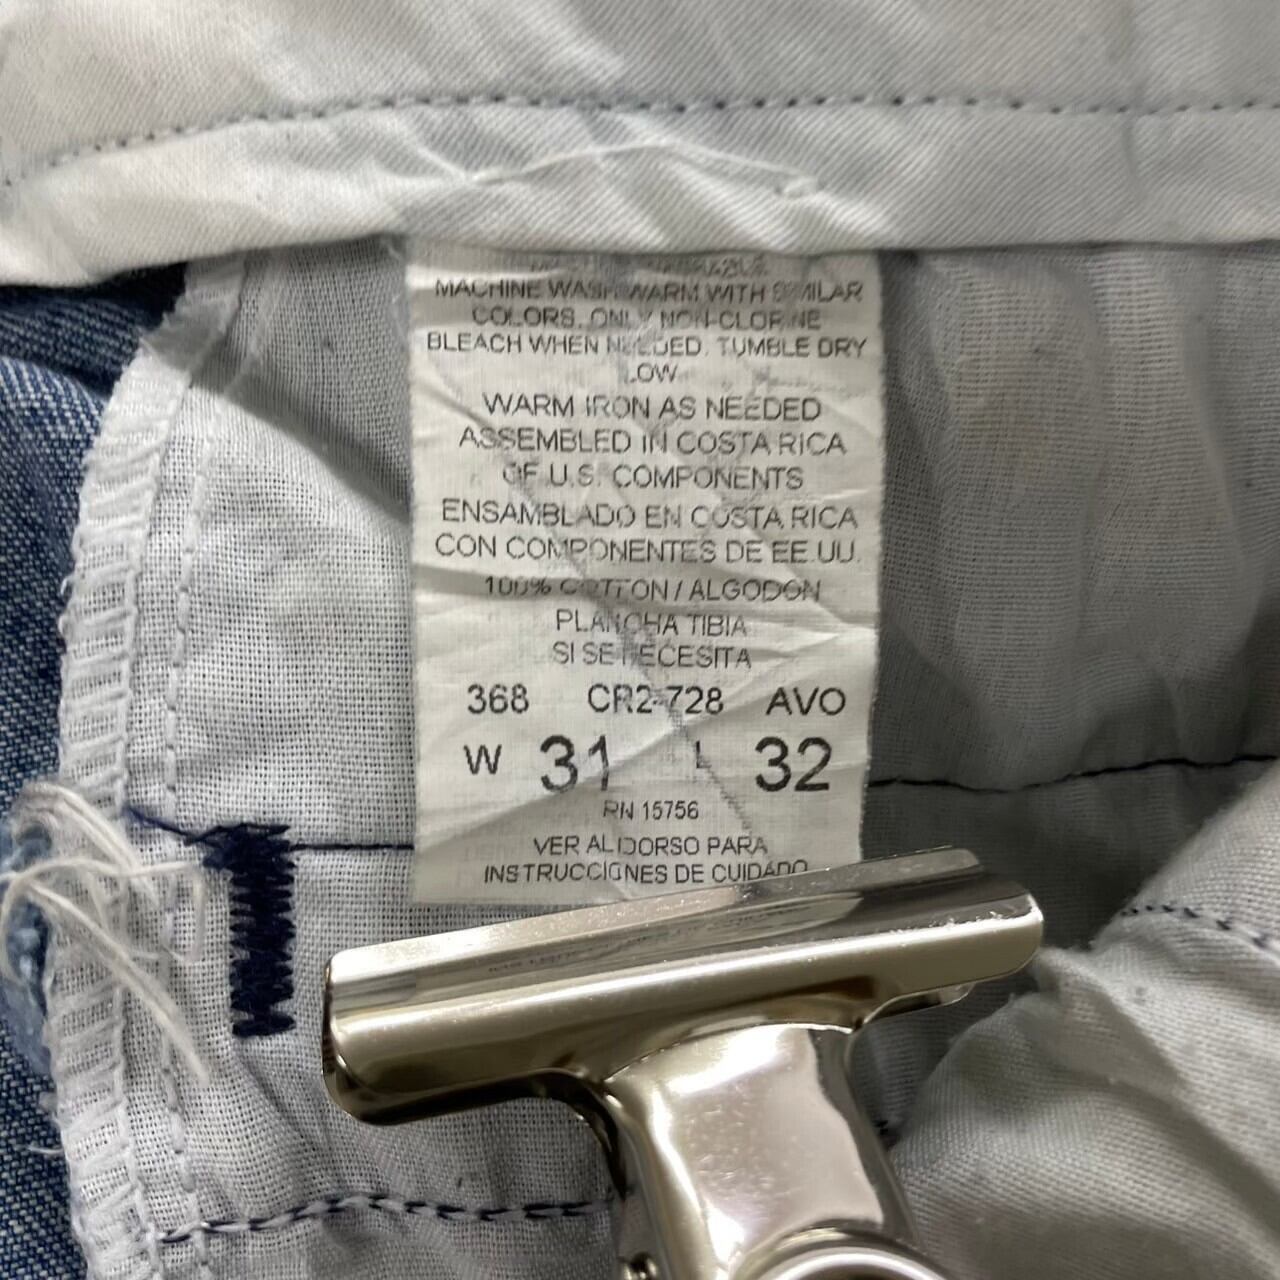 MACHINE WASH WARM WITH SIMILAR
COLORS. ONLY NON-CLORINE
BLEACH WHEN NEEDED. TUMBLE DRY
LOW
WARM IRON AS NEEDED
ASSEMBLED IN COSTA RICA
OF U.S. COMPONENTS
ENSAMBLADO EN COSTA RICA
CON COMPONENTES DE EE.UU.
100% COTTON / ALGODON
PLANCHA TIBIA
SI SE NECESITA
368 CR2-728 AVO
W 31 L 32
RN 15756
VER AL DORSO PARA
INSTRUCCIONES DE CUIDADO